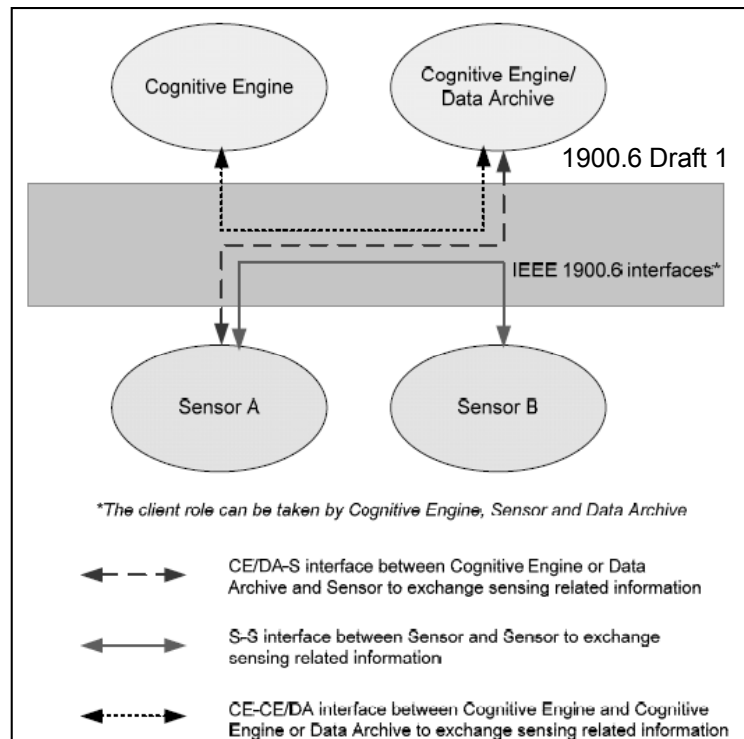 Cognitive Engine
Cognitive Engine/
Data Archive
1900.6 Draft 1
IEEE 1900.6 interfaces*
Sensor A
Sensor B
*The client role can be taken by Cognitive Engine, Sensor and Data Archive
CE/DA-S interface between Cognitive Engine or Data
Archive and Sensor to exchange sensing related information
S-S interface between Sensor and Sensor to exchange
sensing related information
CE-CE/DA interface between Cognitive Engine and Cognitive
Engine or Data Archive to exchange sensing related information